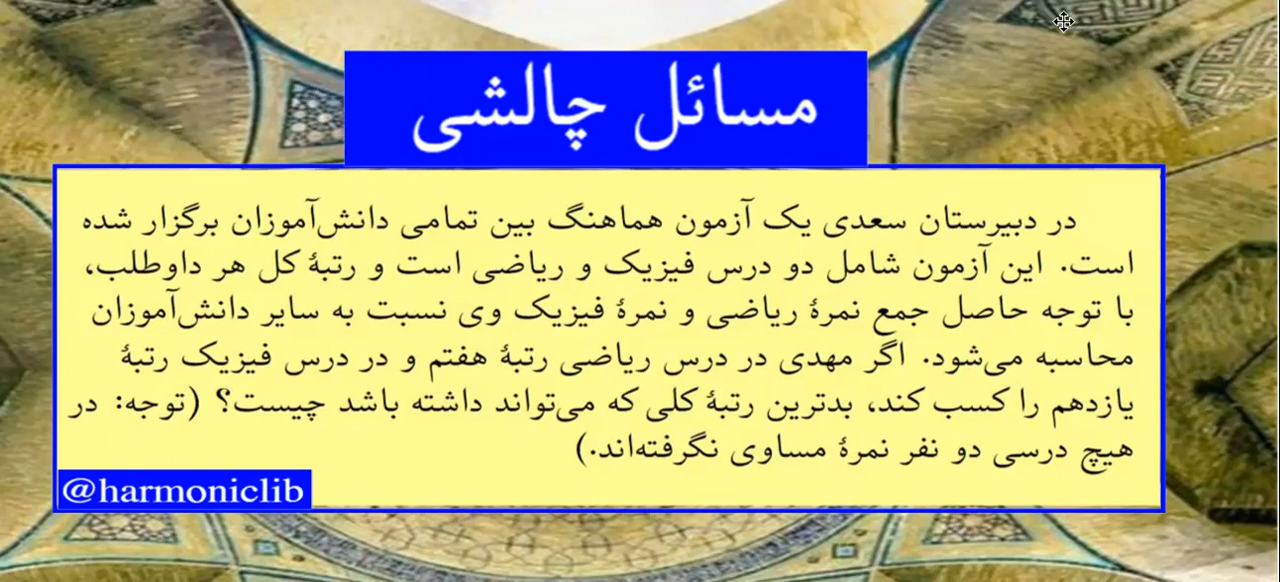 مسائل چالشی
در دبیرستان سعدی یک آزمون هماهنگ بین تمامی دانش‌آموزان برگزار شده
است. این آزمون شامل دو درس فیزیک و ریاضی است و رتبهٔ کل هر داوطلب،
با توجه حاصل جمع نمرهٔ ریاضی و نمرهٔ فیزیک وی نسبت به سایر دانش‌آموزان
محاسبه می‌شود. اگر مهدی در درس ریاضی رتبهٔ هفتم و در درس فیزیک رتبهٔ
یازدهم را کسب کند، بدترین رتبهٔ کلی که می‌تواند داشته باشد چیست؟ (توجه: در
هیچ درسی دو نفر نمرهٔ مساوی نگرفته‌اند.)
@harmoniclib